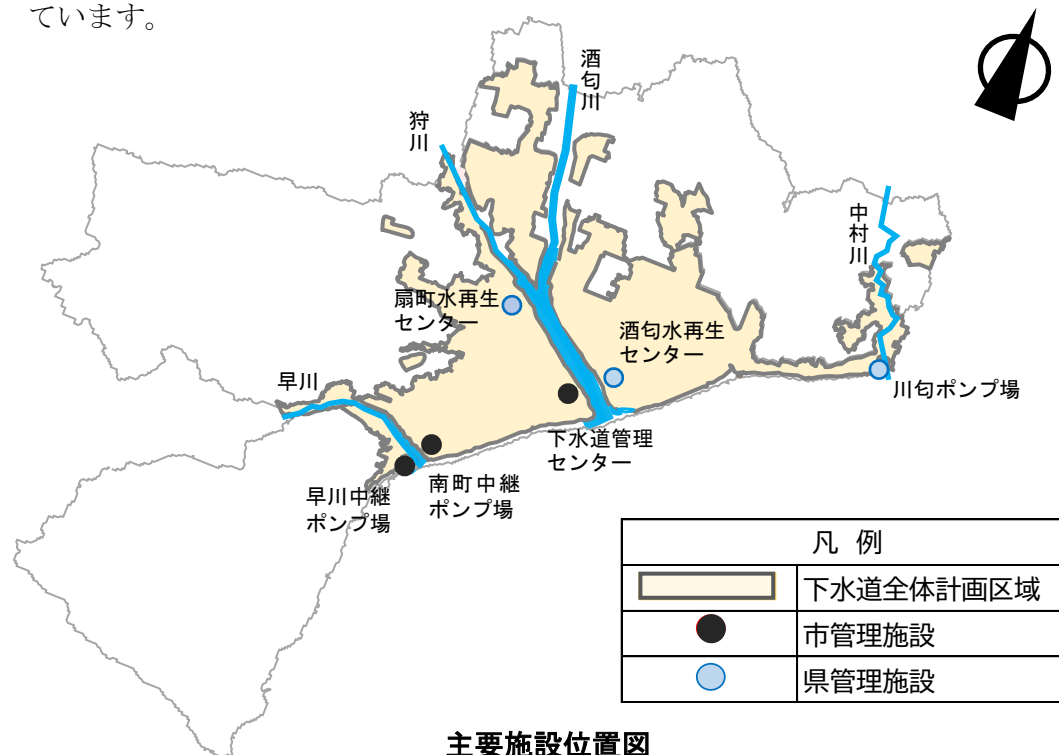 ています。
酒匂川
狩川
中村川
扇町水再生
センター
酒匂水再生
センター
早川
川匂ポンプ場
下水道管理
センター
早川中継
ポンプ場
南町中継
ポンプ場
凡 例
下水道全体計画区域
市管理施設
県管理施設
主要施設位置図